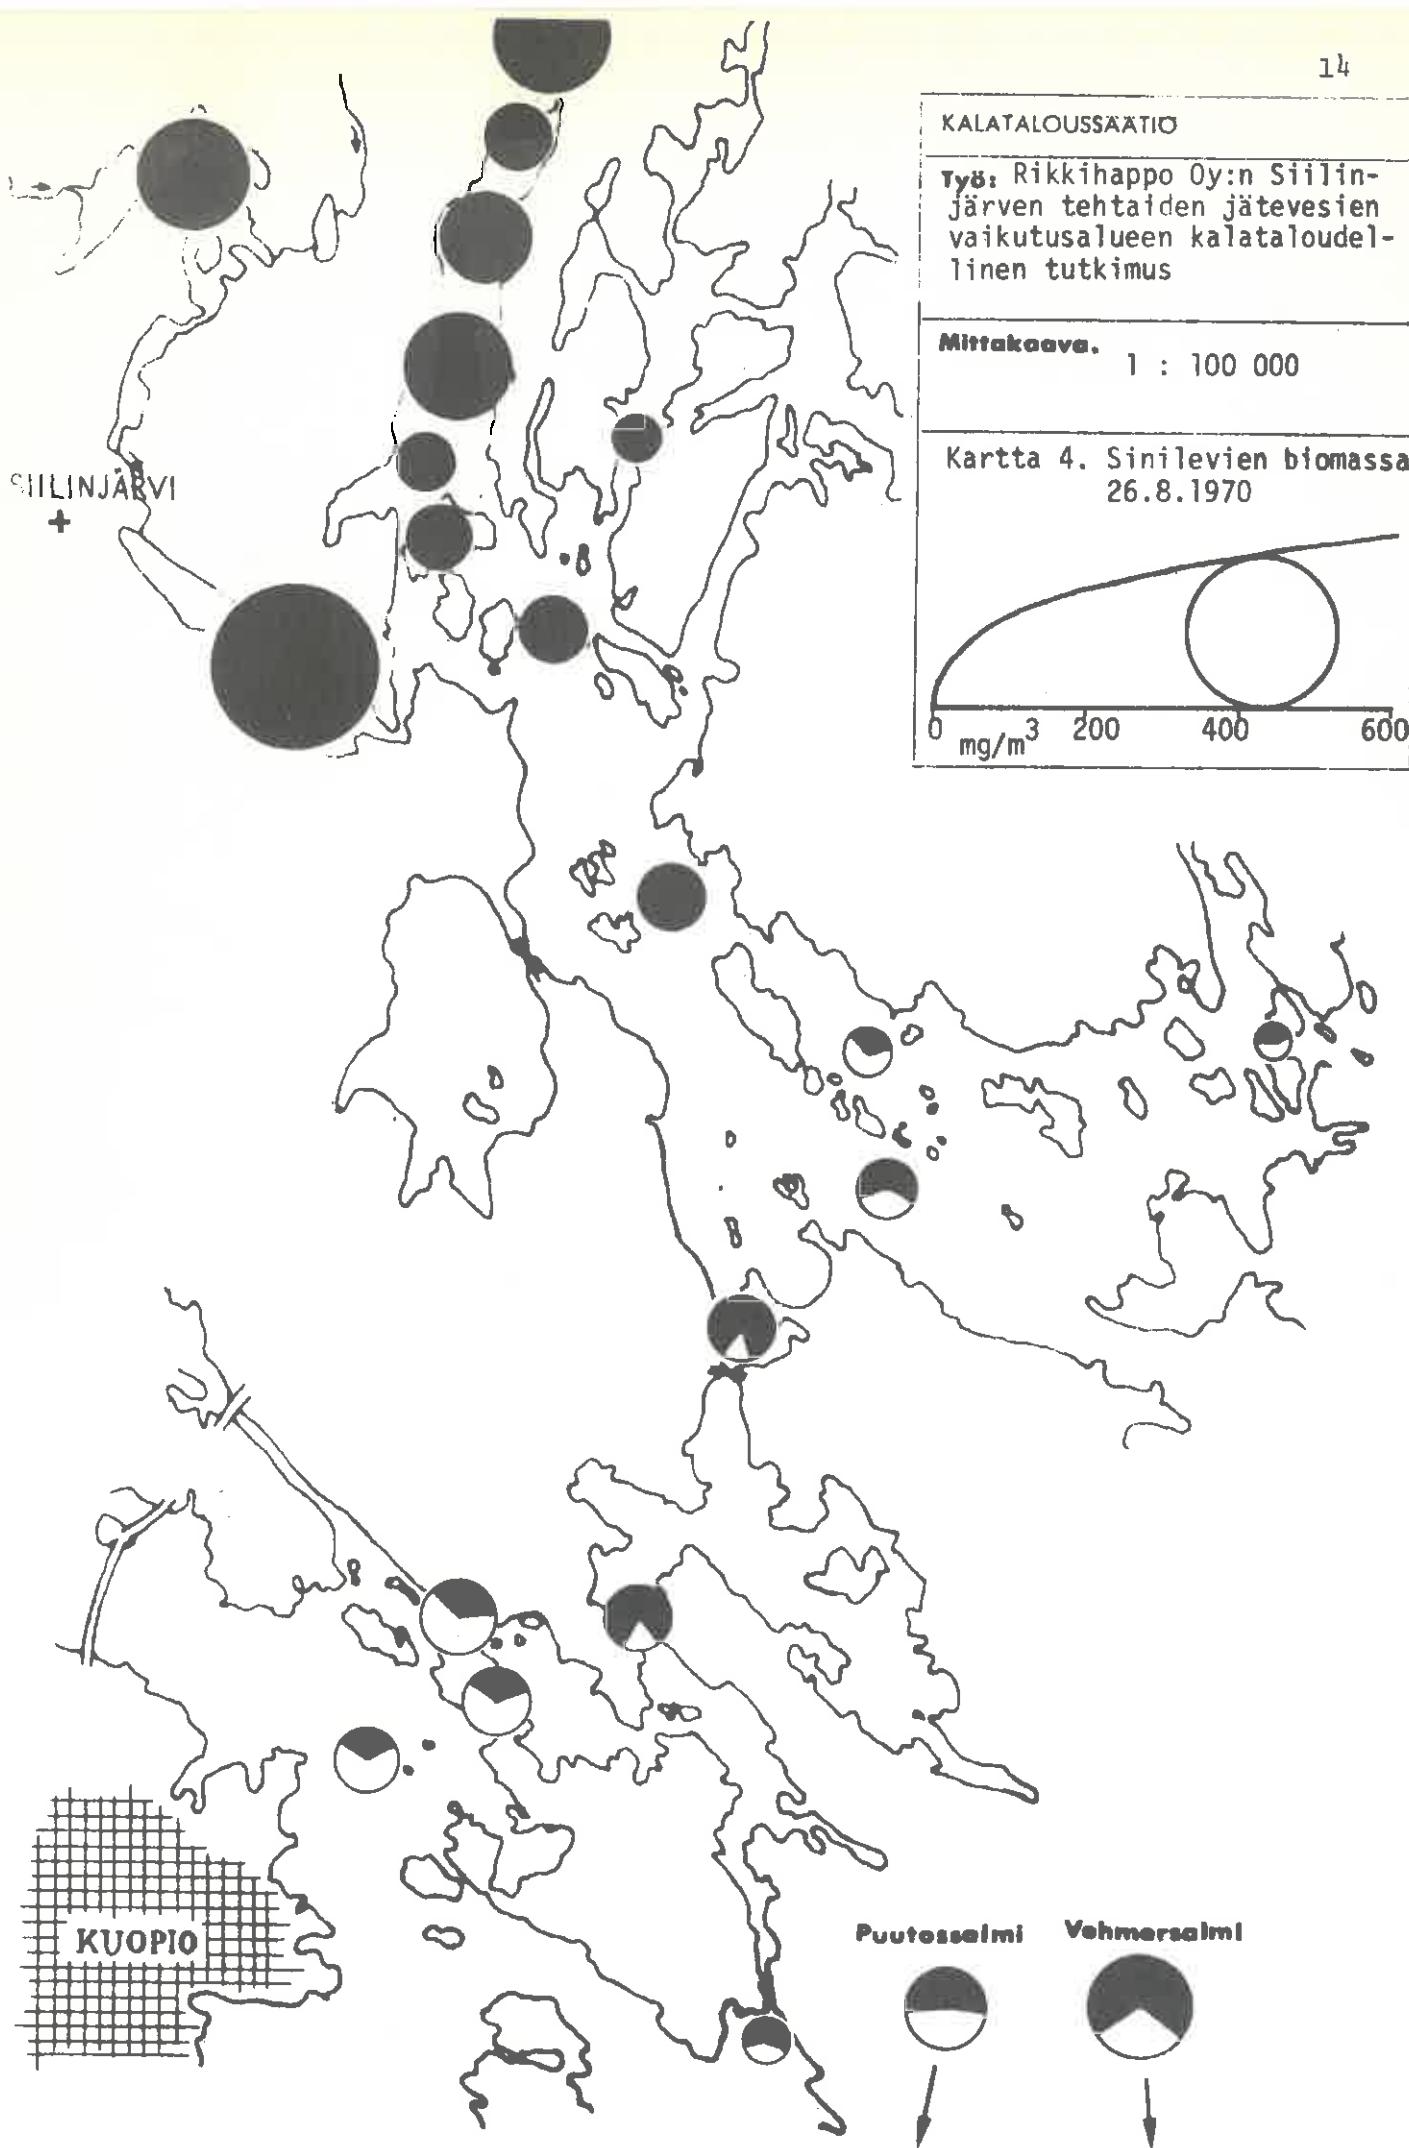 14
KALATALOUSSÄÄTIÖ
Työ: Rikkihappo Oy:n Siilin-
järven tehtaiden jätevesien
vaikutusalueen kalataloudel-
linen tutkimus
Mittakaava.
1 : 100 000
Kartta 4. Sinilevien biomassa
26.8.1970
0 200 400 600
mg/m³
SIILINJÄRVI
KUOPIO
Puutossalmi Vehmersalmi